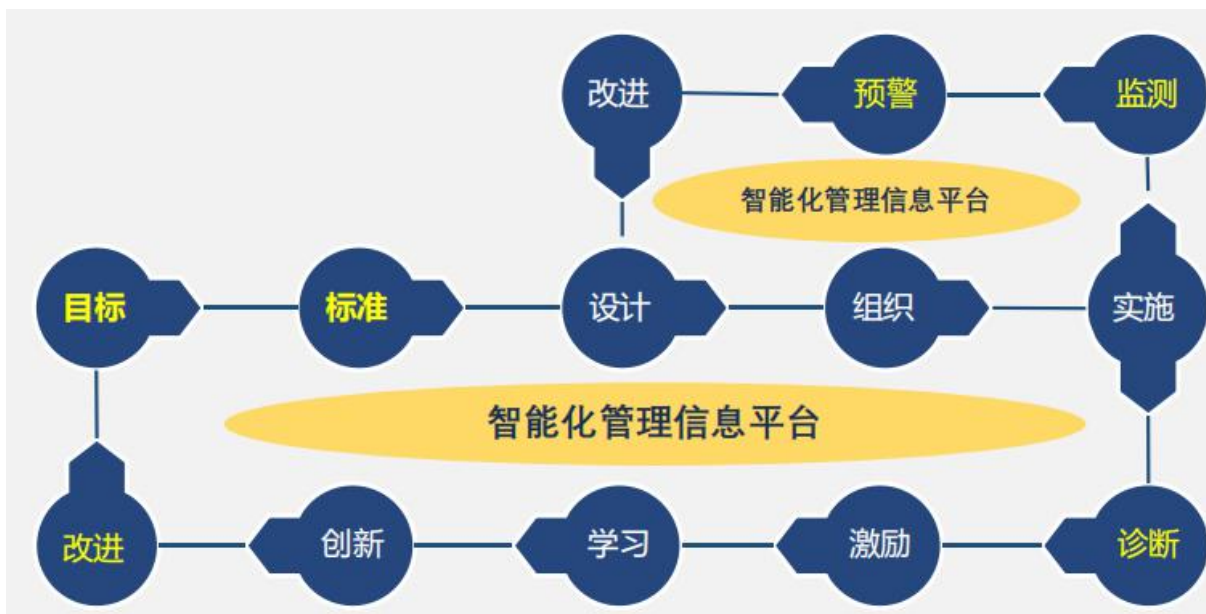 改进
预警
监测
智能化管理信息平台
目标
标准
设计
组织
实施
智能化管理信息平台
改进
创新
学习
激励
诊断